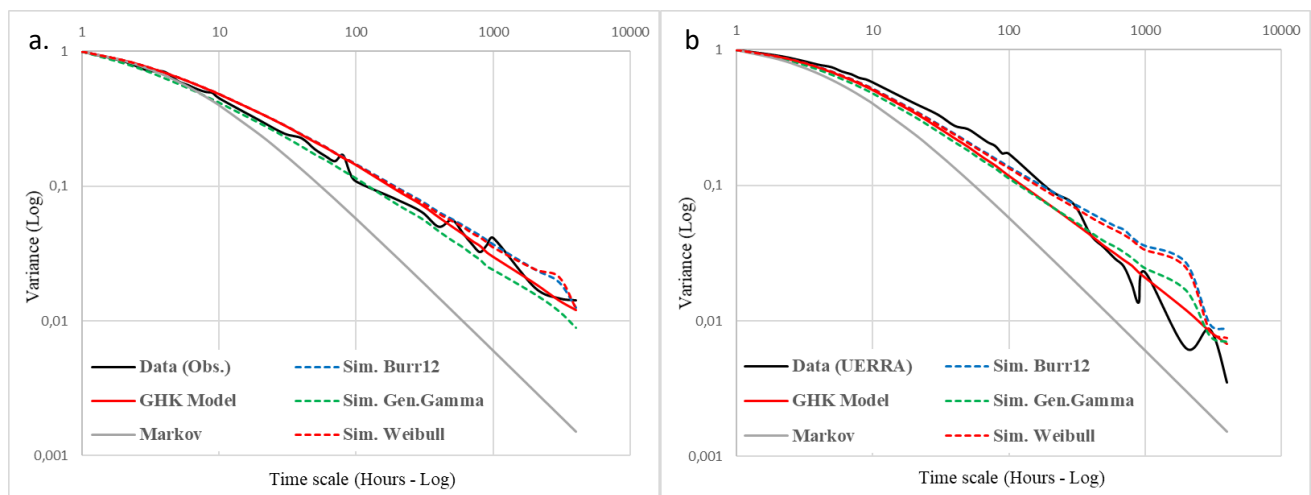 a.
1 10 100 1000 10000
1
0,1
0,01
0,001
Variance (Log)
Data (Obs.) Sim. Burr12
GHK Model Sim. Gen.Gamma
Markov Sim. Weibull
Time scale (Hours - Log)
b
1 10 100 1000 10000
1
0,1
0,01
0,001
Variance (Log)
Data (UERRA) Sim. Burr12
GHK Model Sim. Gen.Gamma
Markov Sim. Weibull
Time scale (Hours - Log)